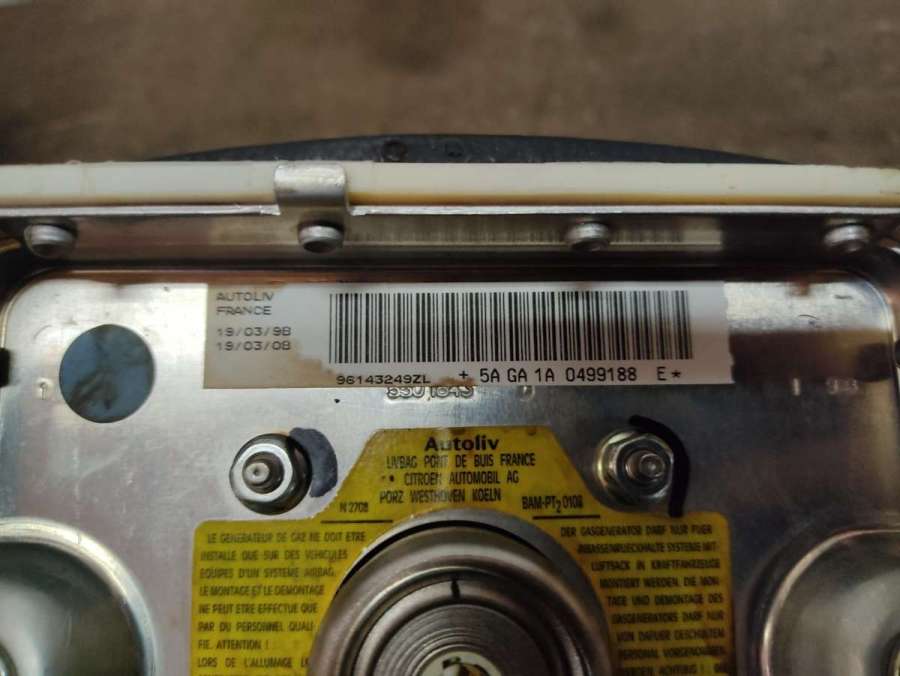 AUTOLIV
FRANCE
19/03/98
19/03/08
96143249ZL + 5A GA 1A 0499188 E*
Autoliv
LIVBAG PONT DE BUIS FRANCE
CITROEN AUTOMOBIL AG
PORZ WESTHOVEN KOELN
N 2708
BAM-PT2 0108
LE GENERATEUR DE GAZ NE DOIT ETRE
INSTALLE QUE SUR DES VEHICULES
EQUIPES D'UN SYSTEME AIRBAG.
LE MONTAGE ET LE DEMONTAGE
NE PEUT ETRE EFFECTUE QUE
PAR DU PERSONNEL QUALI-
FIE. ATTENTION !
LORS DE L'ALLUMAGE
DER GASGENERATOR DARF NUR FUER
SYSTEME MIT
LUFTSACK IN KRAFTFAHRZEUGE
MONTIERT WERDEN. DIE MON-
TAGE UND DEMONTAGE DES
GASGENERATORS DARF NUR
VON DAFUER GESCHULTEM
PERSONAL VORGENOMMEN
WERDEN. ACHTUNG !